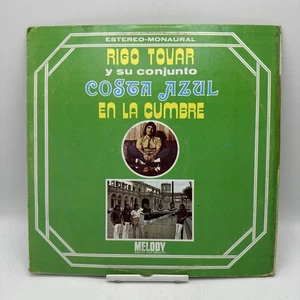 ESTEREO-MONAURAL
RIGO TOVAR
y su conjunto
COSTA AZUL
EN LA CUMBRE
MELODY